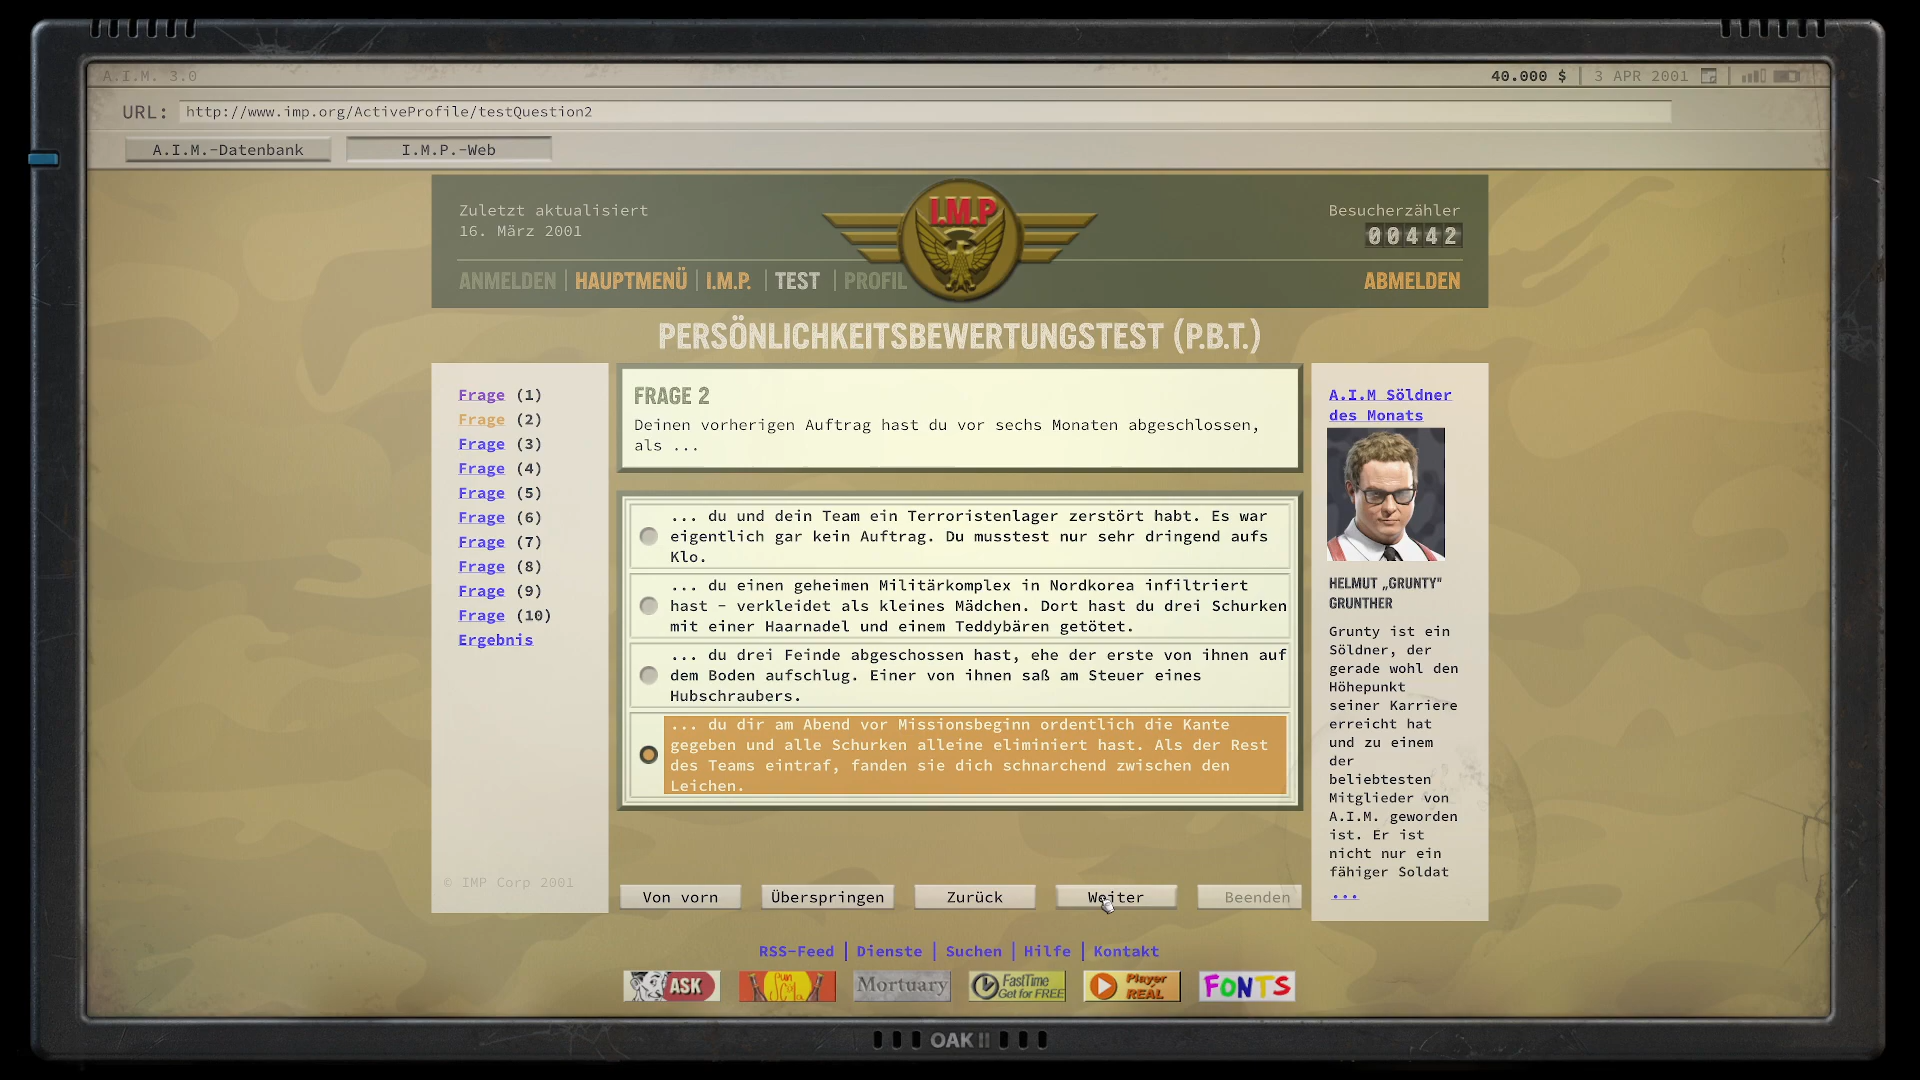 A.I.M. 3.0
40.000 $ | 3 APR 2001
URL: http://www.imp.org/ActiveProfile/testQuestion2
A.I.M.-Datenbank
I.M.P.-Web
Zuletzt aktualisiert
16. März 2001
I.M.P
Besucherzähler
00442
ANMELDEN | HAUPTMENÜ | I.M.P. | TEST | PROFIL
ABMELDEN
PERSÖNLICHKEITSBEWERTUNGSTEST (P.B.T.)
Frage (1)
Frage (2)
Frage (3)
Frage (4)
Frage (5)
Frage (6)
Frage (7)
Frage (8)
Frage (9)
Frage (10)
Ergebnis
© IMP Corp 2001
FRAGE 2
Deinen vorherigen Auftrag hast du vor sechs Monaten abgeschlossen,
als ...
... du und dein Team ein Terroristenlager zerstört habt. Es war
eigentlich gar kein Auftrag. Du musstest nur sehr dringend aufs
Klo.
... du einen geheimen Militärkomplex in Nordkorea infiltriert
hast – verkleidet als kleines Mädchen. Dort hast du drei Schurken
mit einer Haarnadel und einem Teddybären getötet.
... du drei Feinde abgeschossen hast, ehe der erste von ihnen auf
dem Boden aufschlug. Einer von ihnen saß am Steuer eines
Hubschraubers.
... du dir am Abend vor Missionsbeginn ordentlich die Kante
gegeben und alle Schurken alleine eliminiert hast. Als der Rest
des Teams eintraf, fanden sie dich schnarchend zwischen den
Leichen.
Von vorn
Überspringen
Zurück
Weiter
Beenden
A.I.M Söldner
des Monats
HELMUT „GRUNTY"
GRUNTHER
Grunty ist ein
Söldner, der
gerade wohl den
Höhepunkt
seiner Karriere
erreicht hat
und zu einem
der
beliebtesten
Mitglieder von
A.I.M. geworden
ist. Er ist
nicht nur ein
fähiger Soldat
...
RSS-Feed | Dienste | Suchen | Hilfe | Kontakt
ASK
Mortuary
FastTime
Get for FREE
Player
REAL
FONTS
OAK II